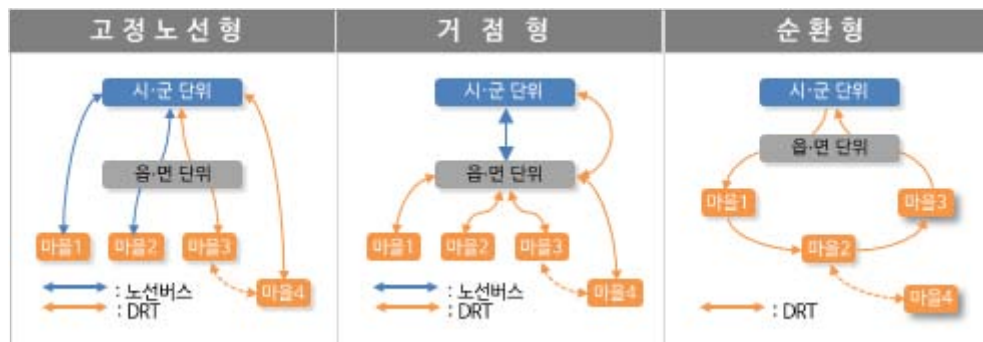 고정노선형
시·군 단위
읍·면 단위
마을1 마을2 마을3
마을4
: 노선버스
: DRT
거 점 형
시·군 단위
읍·면 단위
마을1 마을2 마을3
마을4
: 노선버스
: DRT
순환형
시·군 단위
읍·면 단위
마을1
마을3
마을2
마을4
: DRT